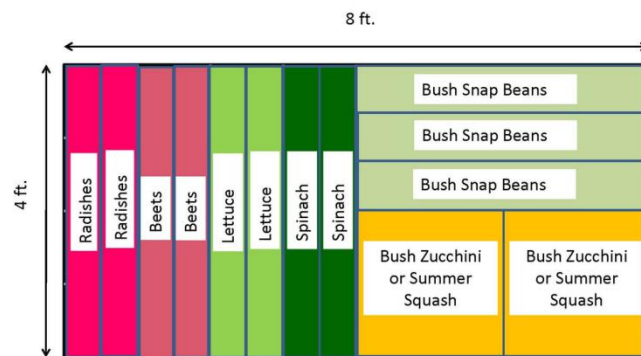 8 ft.
4 ft.
Radishes
Radishes
Beets
Beets
Lettuce
Lettuce
Spinach
Spinach
Bush Snap Beans
Bush Snap Beans
Bush Snap Beans
Bush Zucchini
or Summer
Squash
Bush Zucchini
or Summer
Squash